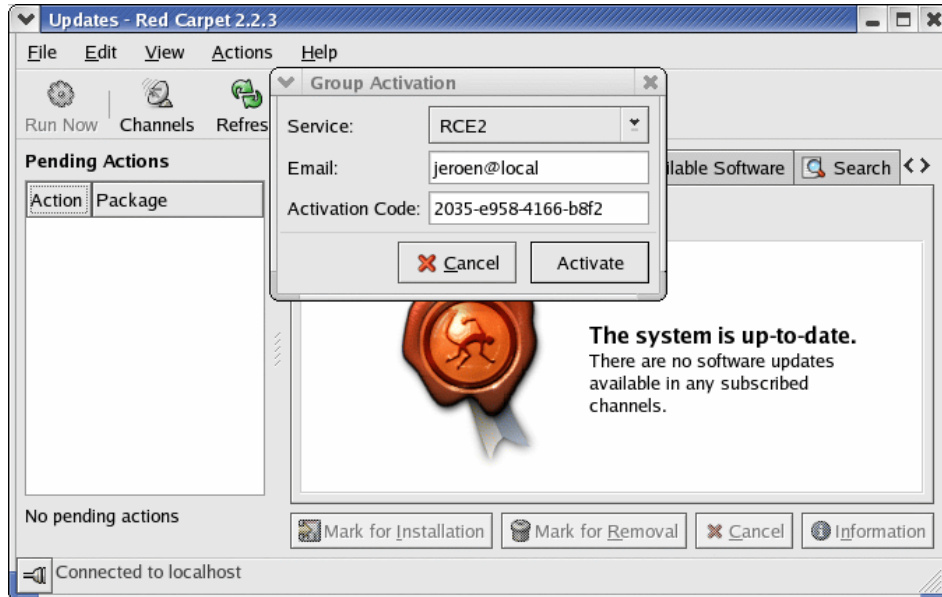 Updates - Red Carpet 2.2.3
File Edit View Actions Help
Run Now Channels Refres
Group Activation
Service: RCE2
Email: jeroen@local
Activation Code: 2035-e958-4166-b8f2
Cancel Activate
Pending Actions
ilable Software Search
Action Package
The system is up-to-date.
There are no software updates
available in any subscribed
channels.
No pending actions
Mark for Installation Mark for Removal Cancel Information
Connected to localhost